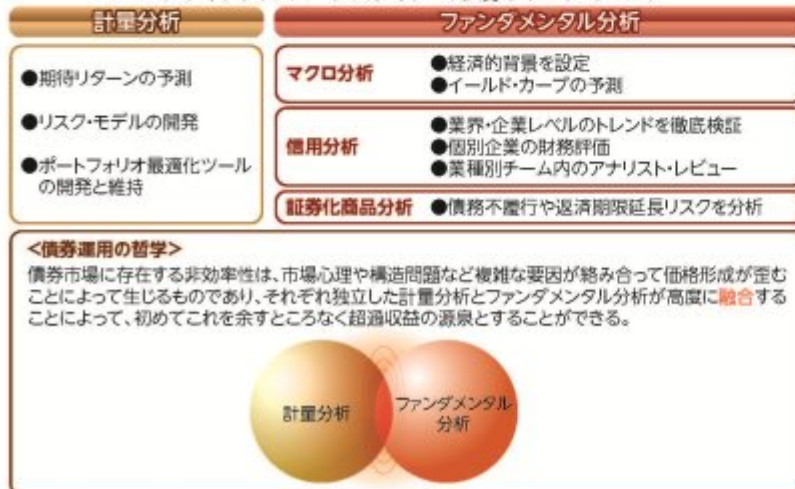 計量分析
●期待リターンの予測
●リスク・モデルの開発
●ポートフォリオ最適化ツール
の開発と維持
ファンダメンタル分析
マクロ分析
●経済的背景を設定
●イールド・カーブの予測
信用分析
●業界・企業レベルのトレンドを徹底検証
●個別企業の財務評価
●業種別チーム内のアナリスト・レビュー
証券化商品分析
●債務不履行や返済期限延長リスクを分析
<債券運用の哲学>
債券市場に存在する非効率性は、市場心理や構造問題など複雑な要因が絡み合って価格形成が歪む
ことによって生じるものであり、それぞれ独立した計量分析とファンダメンタル分析が高度に融合する
ことによって、初めてこれを余すところなく超過収益の源泉とすることができる。
計量分析
ファンダメンタル
分析